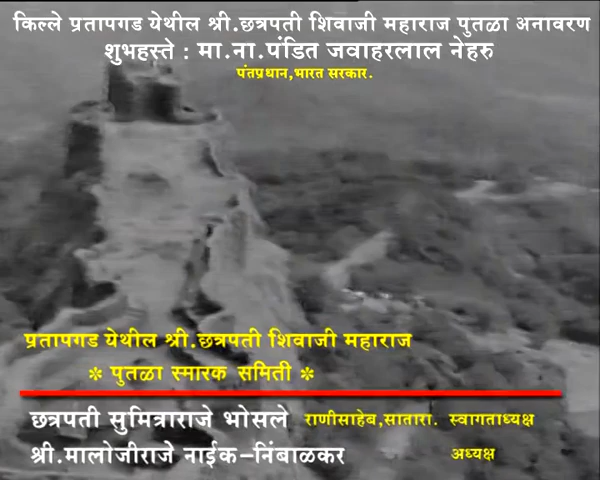 किल्ले प्रतापगड येथील श्री.छत्रपती शिवाजी महाराज पुतळा अनावरण
शुभहस्ते : मा.ना.पंडित जवाहरलाल नेहरु
पंतप्रधान,भारत सरकार.
प्रतापगड येथील श्री.छत्रपती शिवाजी महाराज
* पुतळा स्मारक समिती *
छत्रपती सुमित्राराजे भोसले राणीसाहेब,सातारा. स्वागताध्यक्ष
श्री.मालोजीराजे नाईक-निंबाळकर अध्यक्ष